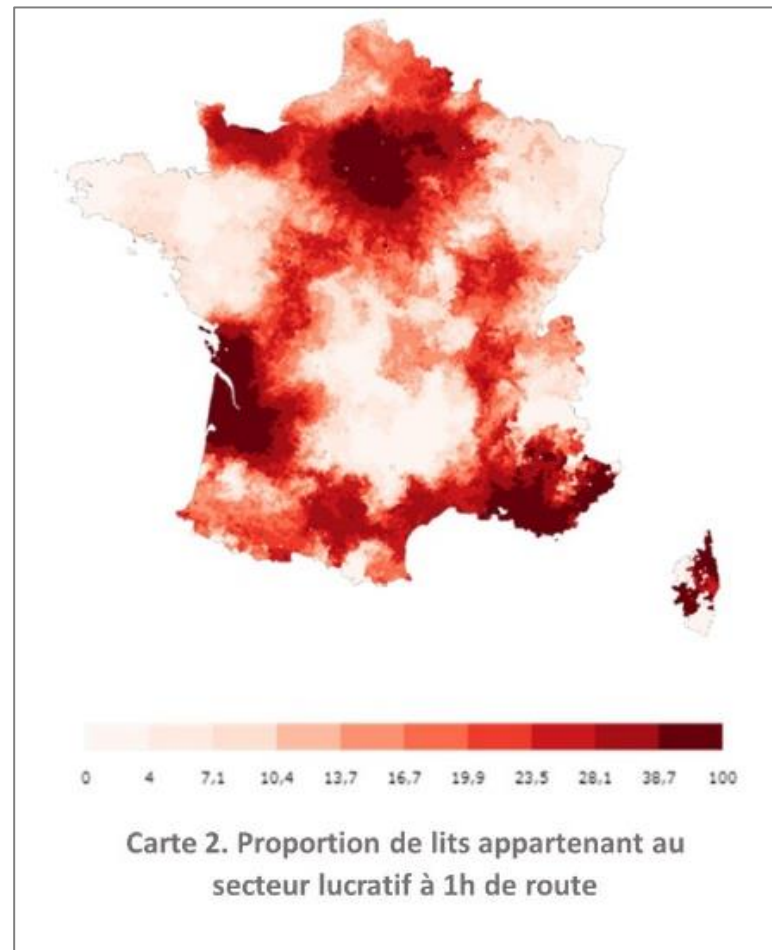 0 4 7,1 10,4 13,7 16,7 19,9 23,5 28,1 38,7 100
Carte 2. Proportion de lits appartenant au
secteur lucratif à 1h de route